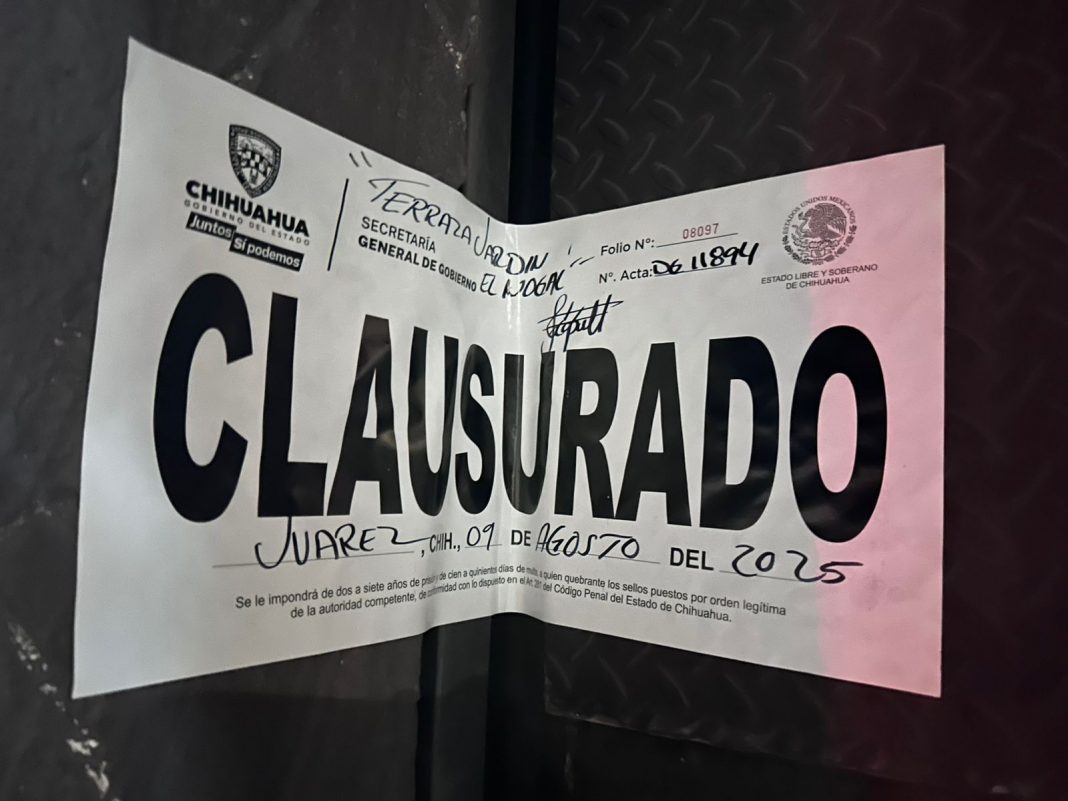 CHIHUAHUA
GOBIERNO DEL ESTADO
Juntos
Sí podemos
"TERRAZA JARDIN
EL NOGAL"
SECRETARÍA
GENERAL DE GOBIERNO
Folio Nº: 08097
Nº. Acta: DG 11894
ESTADOS UNIDOS MEXICANOS
ESTADO LIBRE Y SOBERANO
DE CHIHUAHUA
CLAUSURADO
JUAREZ, CHIH., 09 DE AGOSTO DEL 2025
Se le impondrá de dos a siete años de prisión y de cien a quinientos días de multa, a quien quebrante los sellos puestos por orden legítima
de la autoridad competente, de conformidad con lo dispuesto en el Art. 281 del Código Penal del Estado de Chihuahua.